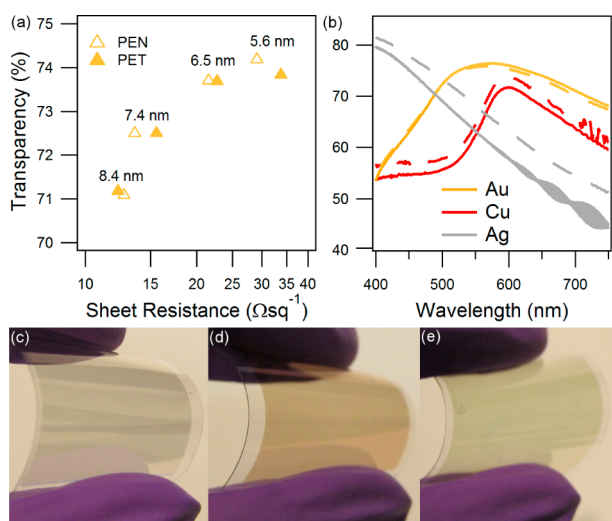 (a)
75
74
73
72
71
70
Transparency (%)
PEN
PET
5.6 nm
6.5 nm
7.4 nm
8.4 nm
10
15
20
25
30
35
40
Sheet Resistance (Ωsq⁻¹)
(b)
80
70
60
50
40
Au
Cu
Ag
400
500
600
700
Wavelength (nm)
(c)
(d)
(e)